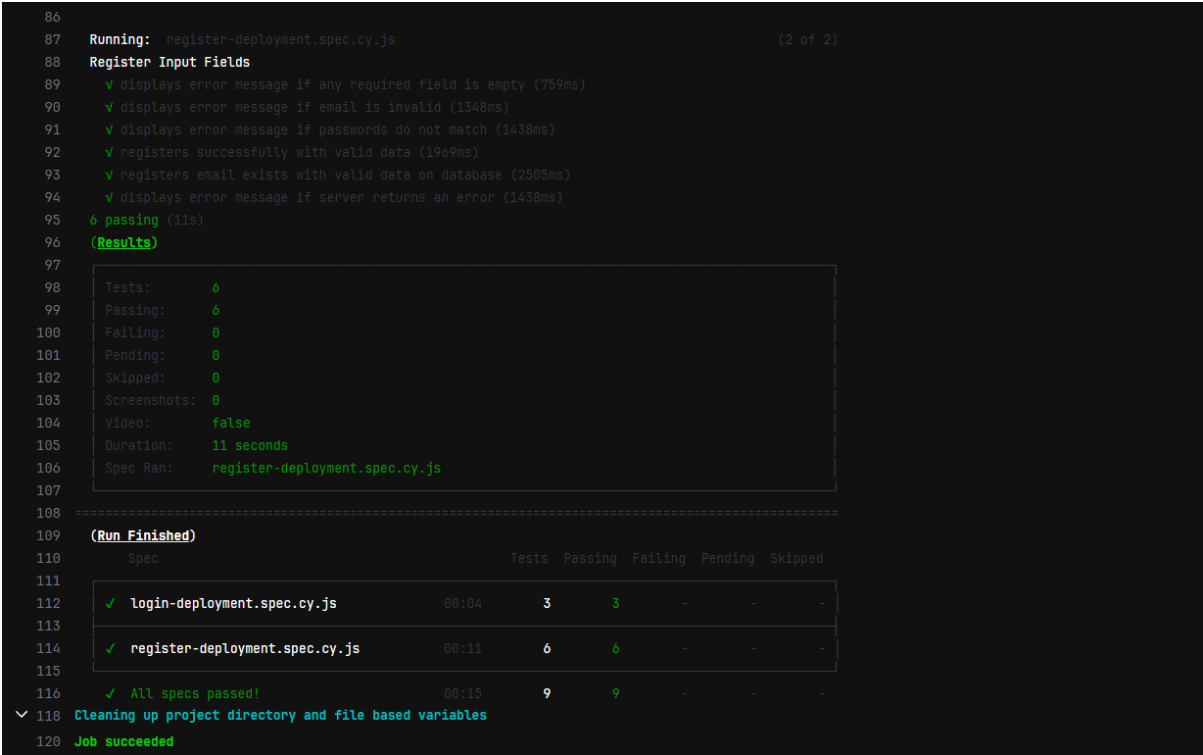 86
87 Running: register-deployment.spec.cy.js (2 of 2)
88 Register Input Fields
89 √ displays error message if any required field is empty (759ms)
90 √ displays error message if email is invalid (1348ms)
91 √ displays error message if passwords do not match (1438ms)
92 √ registers successfully with valid data (1969ms)
93 √ registers email exists with valid data on database (2505ms)
94 √ displays error message if server returns an error (1438ms)
95 6 passing (11s)
96 (Results)
97
98 Tests: 6
99 Passing: 6
100 Failing: 0
101 Pending: 0
102 Skipped: 0
103 Screenshots: 0
104 Video: false
105 Duration: 11 seconds
106 Spec Ran: register-deployment.spec.cy.js
107
108 ====================================================================================================
109 (Run Finished)
110 Spec Tests Passing Failing Pending Skipped
111
112 ✓ login-deployment.spec.cy.js 00:04 3 3 - - -
113
114 ✓ register-deployment.spec.cy.js 00:11 6 6 - - -
115
116 ✓ All specs passed! 00:15 9 9 - - -
118 Cleaning up project directory and file based variables
120 Job succeeded